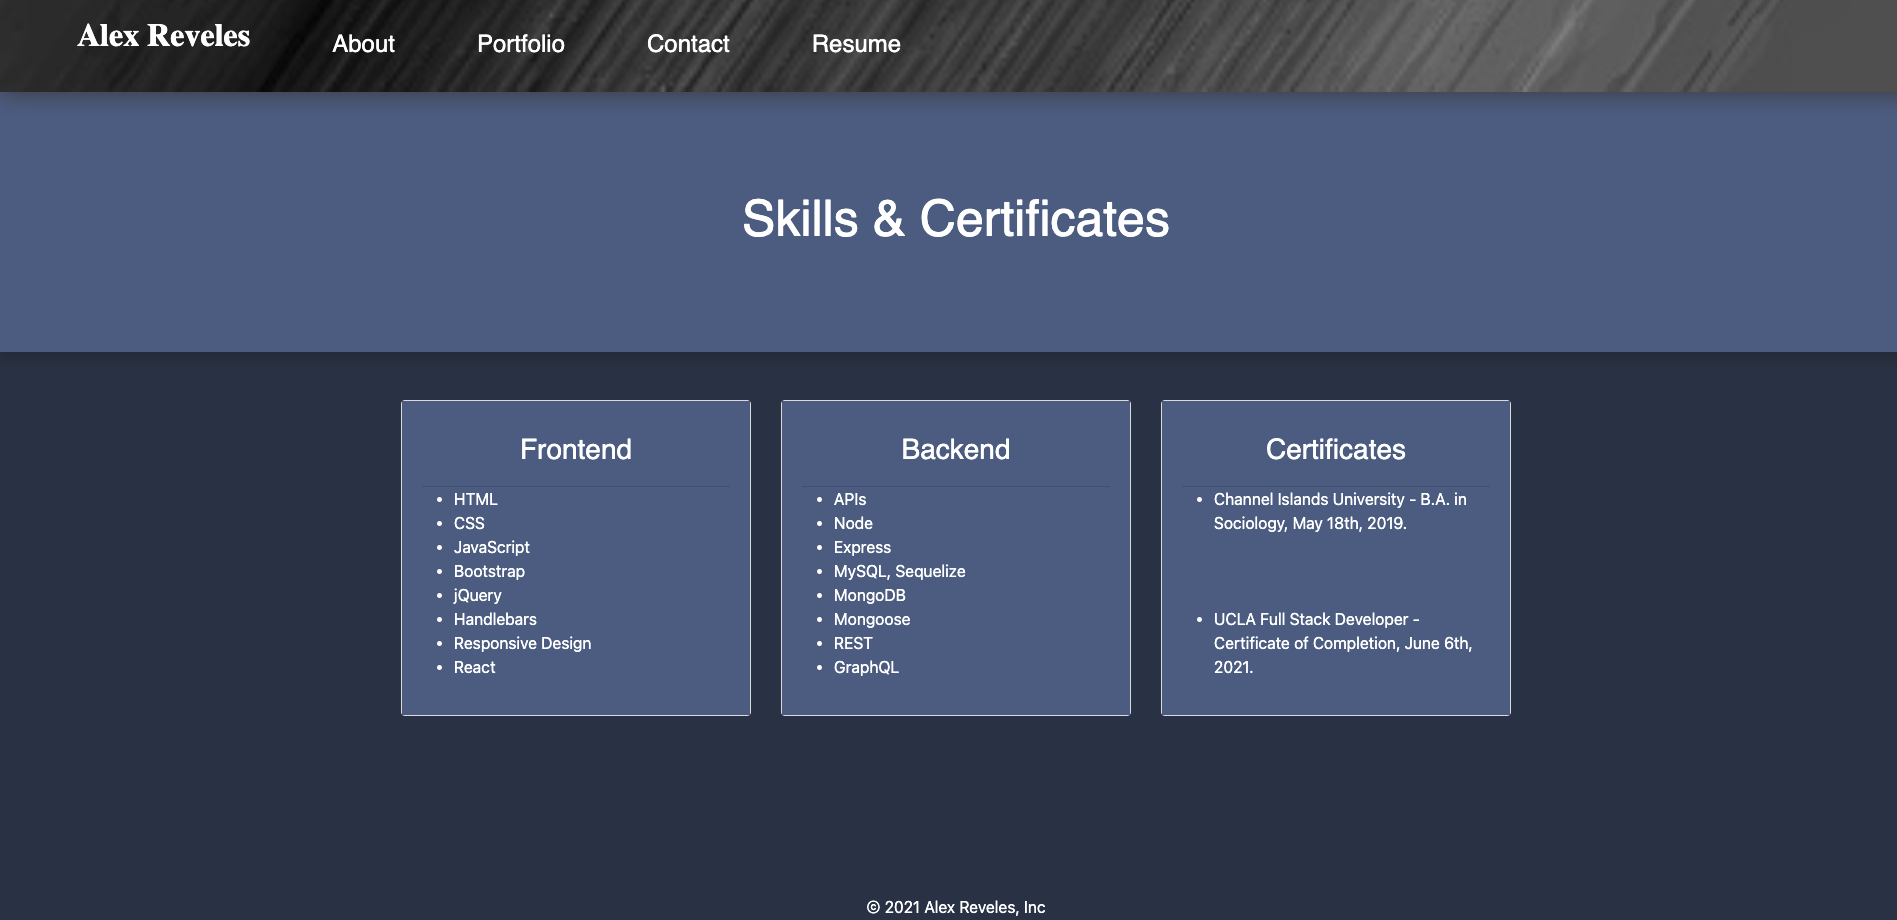 Alex Reveles
About
Portfolio
Contact
Resume
Skills & Certificates
Frontend
• HTML
• CSS
• JavaScript
• Bootstrap
• jQuery
• Handlebars
• Responsive Design
• React
Backend
• APIs
• Node
• Express
• MySQL, Sequelize
• MongoDB
• Mongoose
• REST
• GraphQL
Certificates
• Channel Islands University - B.A. in
Sociology, May 18th, 2019.
• UCLA Full Stack Developer -
Certificate of Completion, June 6th,
2021.
© 2021 Alex Reveles, Inc